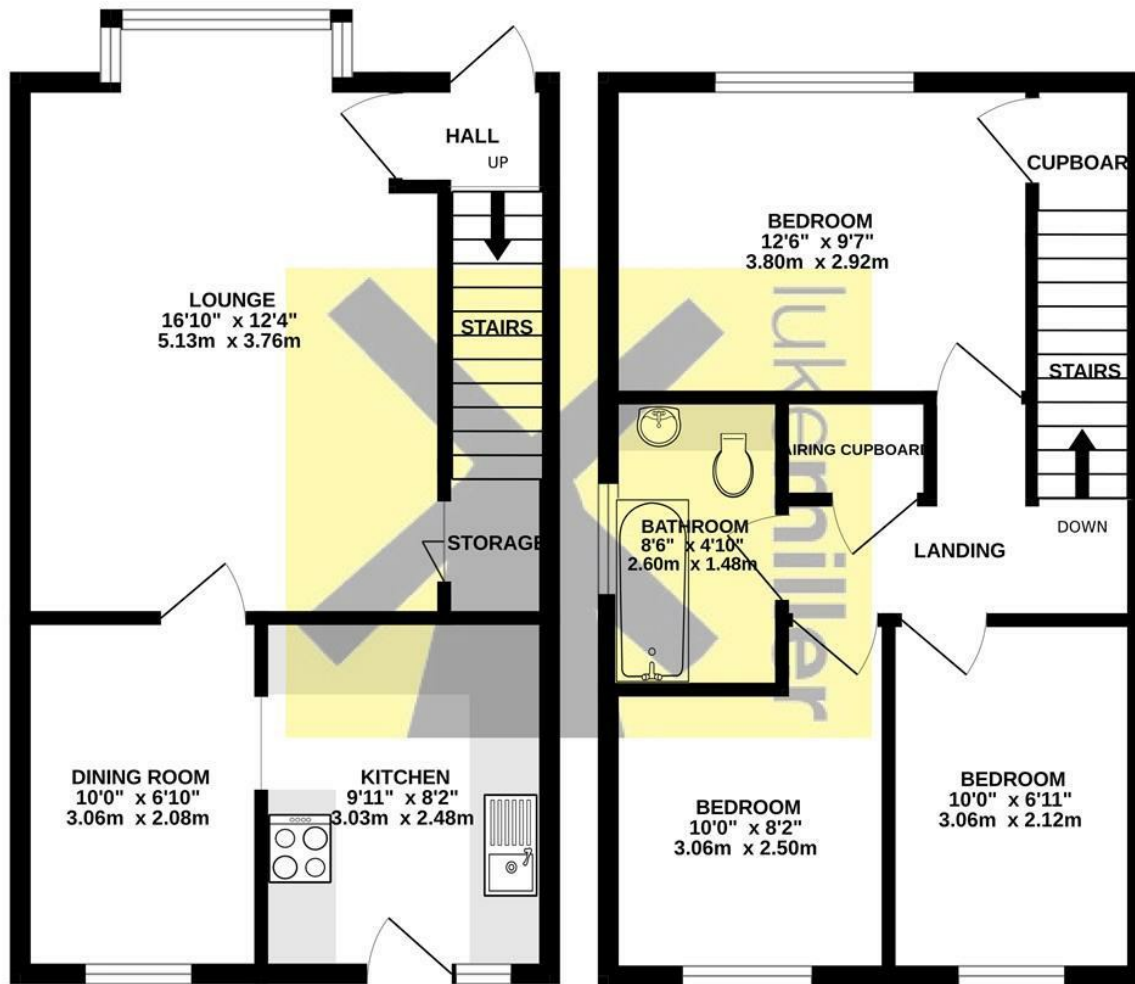 HALL
UP
LOUNGE
16'10" x 12'4"
5.13m x 3.76m
STAIRS
STORAGE
DINING ROOM
10'0" x 6'10"
3.06m x 2.08m
KITCHEN
9'11" x 8'2"
3.03m x 2.48m
CUPBOAR
BEDROOM
12'6" x 9'7"
3.80m x 2.92m
STAIRS
AIRING CUPBOARD
BATHROOM
8'6" x 4'10"
2.60m x 1.48m
DOWN
LANDING
BEDROOM
10'0" x 8'2"
3.06m x 2.50m
BEDROOM
10'0" x 6'11"
3.06m x 2.12m
lukemiller